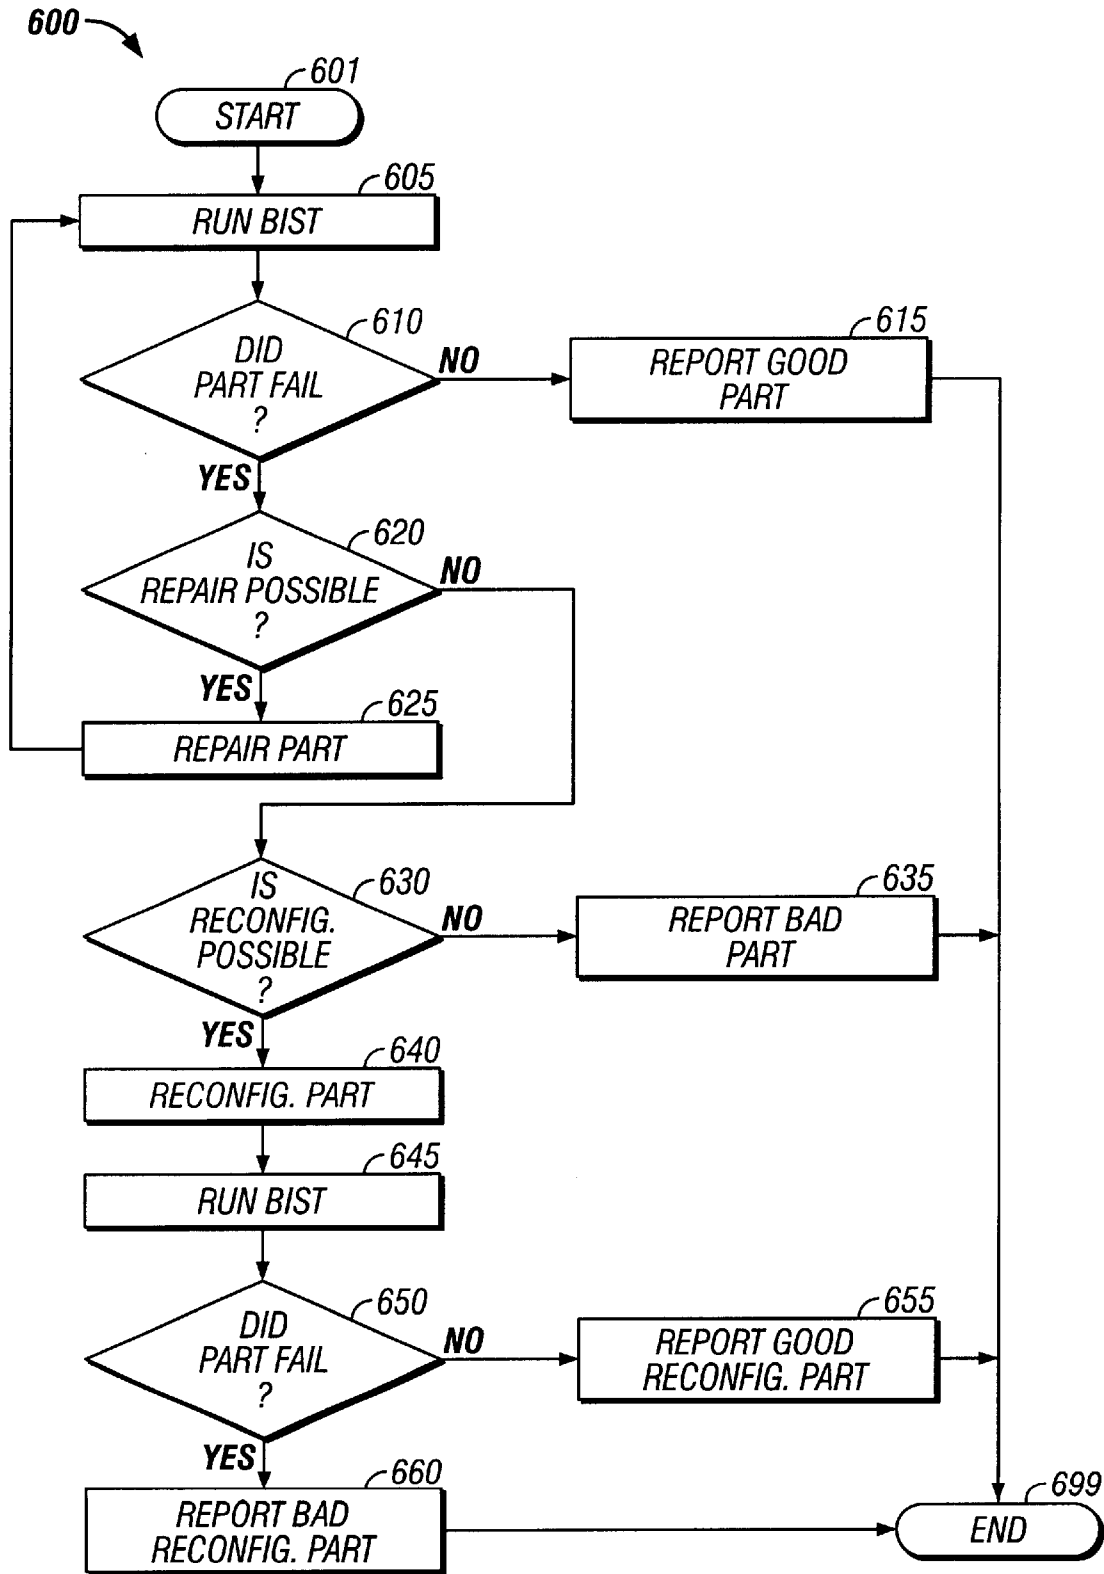 600
601
START
605
RUN BIST
610
DID
PART FAIL
?
NO
615
REPORT GOOD
PART
YES
620
IS
REPAIR POSSIBLE
?
NO
YES
625
REPAIR PART
630
IS
RECONFIG.
POSSIBLE
?
NO
635
REPORT BAD
PART
YES
640
RECONFIG. PART
645
RUN BIST
650
DID
PART FAIL
?
NO
655
REPORT GOOD
RECONFIG. PART
YES
660
REPORT BAD
RECONFIG. PART
699
END